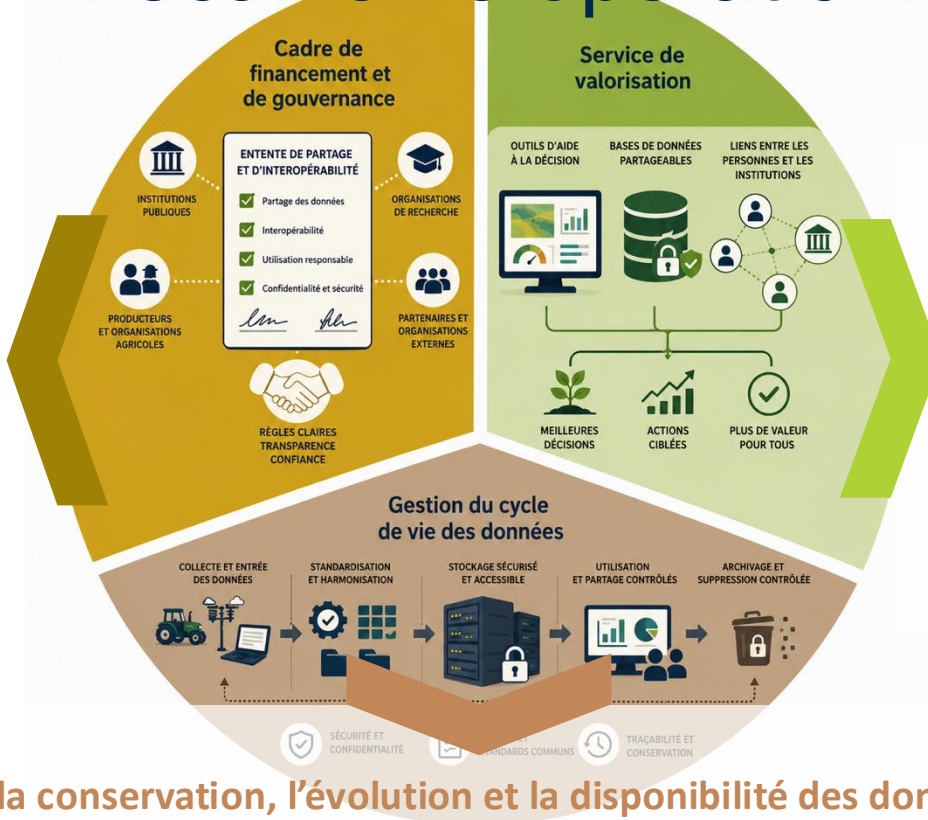 Cadre de
financement et
de gouvernance
ENTENTE DE PARTAGE
ET D'INTEROPÉRABILITÉ
Partage des données
Interopérabilité
Utilisation responsable
Confidentialité et sécurité
INSTITUTIONS
PUBLIQUES
ORGANISATIONS
DE RECHERCHE
PRODUCTEURS
ET ORGANISATIONS
AGRICOLES
PARTENAIRES ET
ORGANISATIONS
EXTERNES
RÈGLES CLAIRES
TRANSPARENCE
CONFIANCE
Service de
valorisation
OUTILS D'AIDE
À LA DÉCISION
BASES DE DONNÉES
PARTAGEABLES
LIENS ENTRE LES
PERSONNES ET LES
INSTITUTIONS
MEILLEURES
DÉCISIONS
ACTIONS
CIBLÉES
PLUS DE VALEUR
POUR TOUS
Gestion du cycle
de vie des données
COLLECTE ET ENTRÉE
DES DONNÉES
STANDARDISATION
ET HARMONISATION
STOCKAGE SÉCURISÉ
ET ACCESSIBLE
UTILISATION
ET PARTAGE CONTRÔLÉS
ARCHIVAGE ET
SUPPRESSION CONTRÔLÉE
SÉCURITÉ ET
CONFIDENTIALITÉ
COMMUNS
TRAÇABILITÉ ET
CONSERVATION
la conservation, l'évolution et la disponibilité des